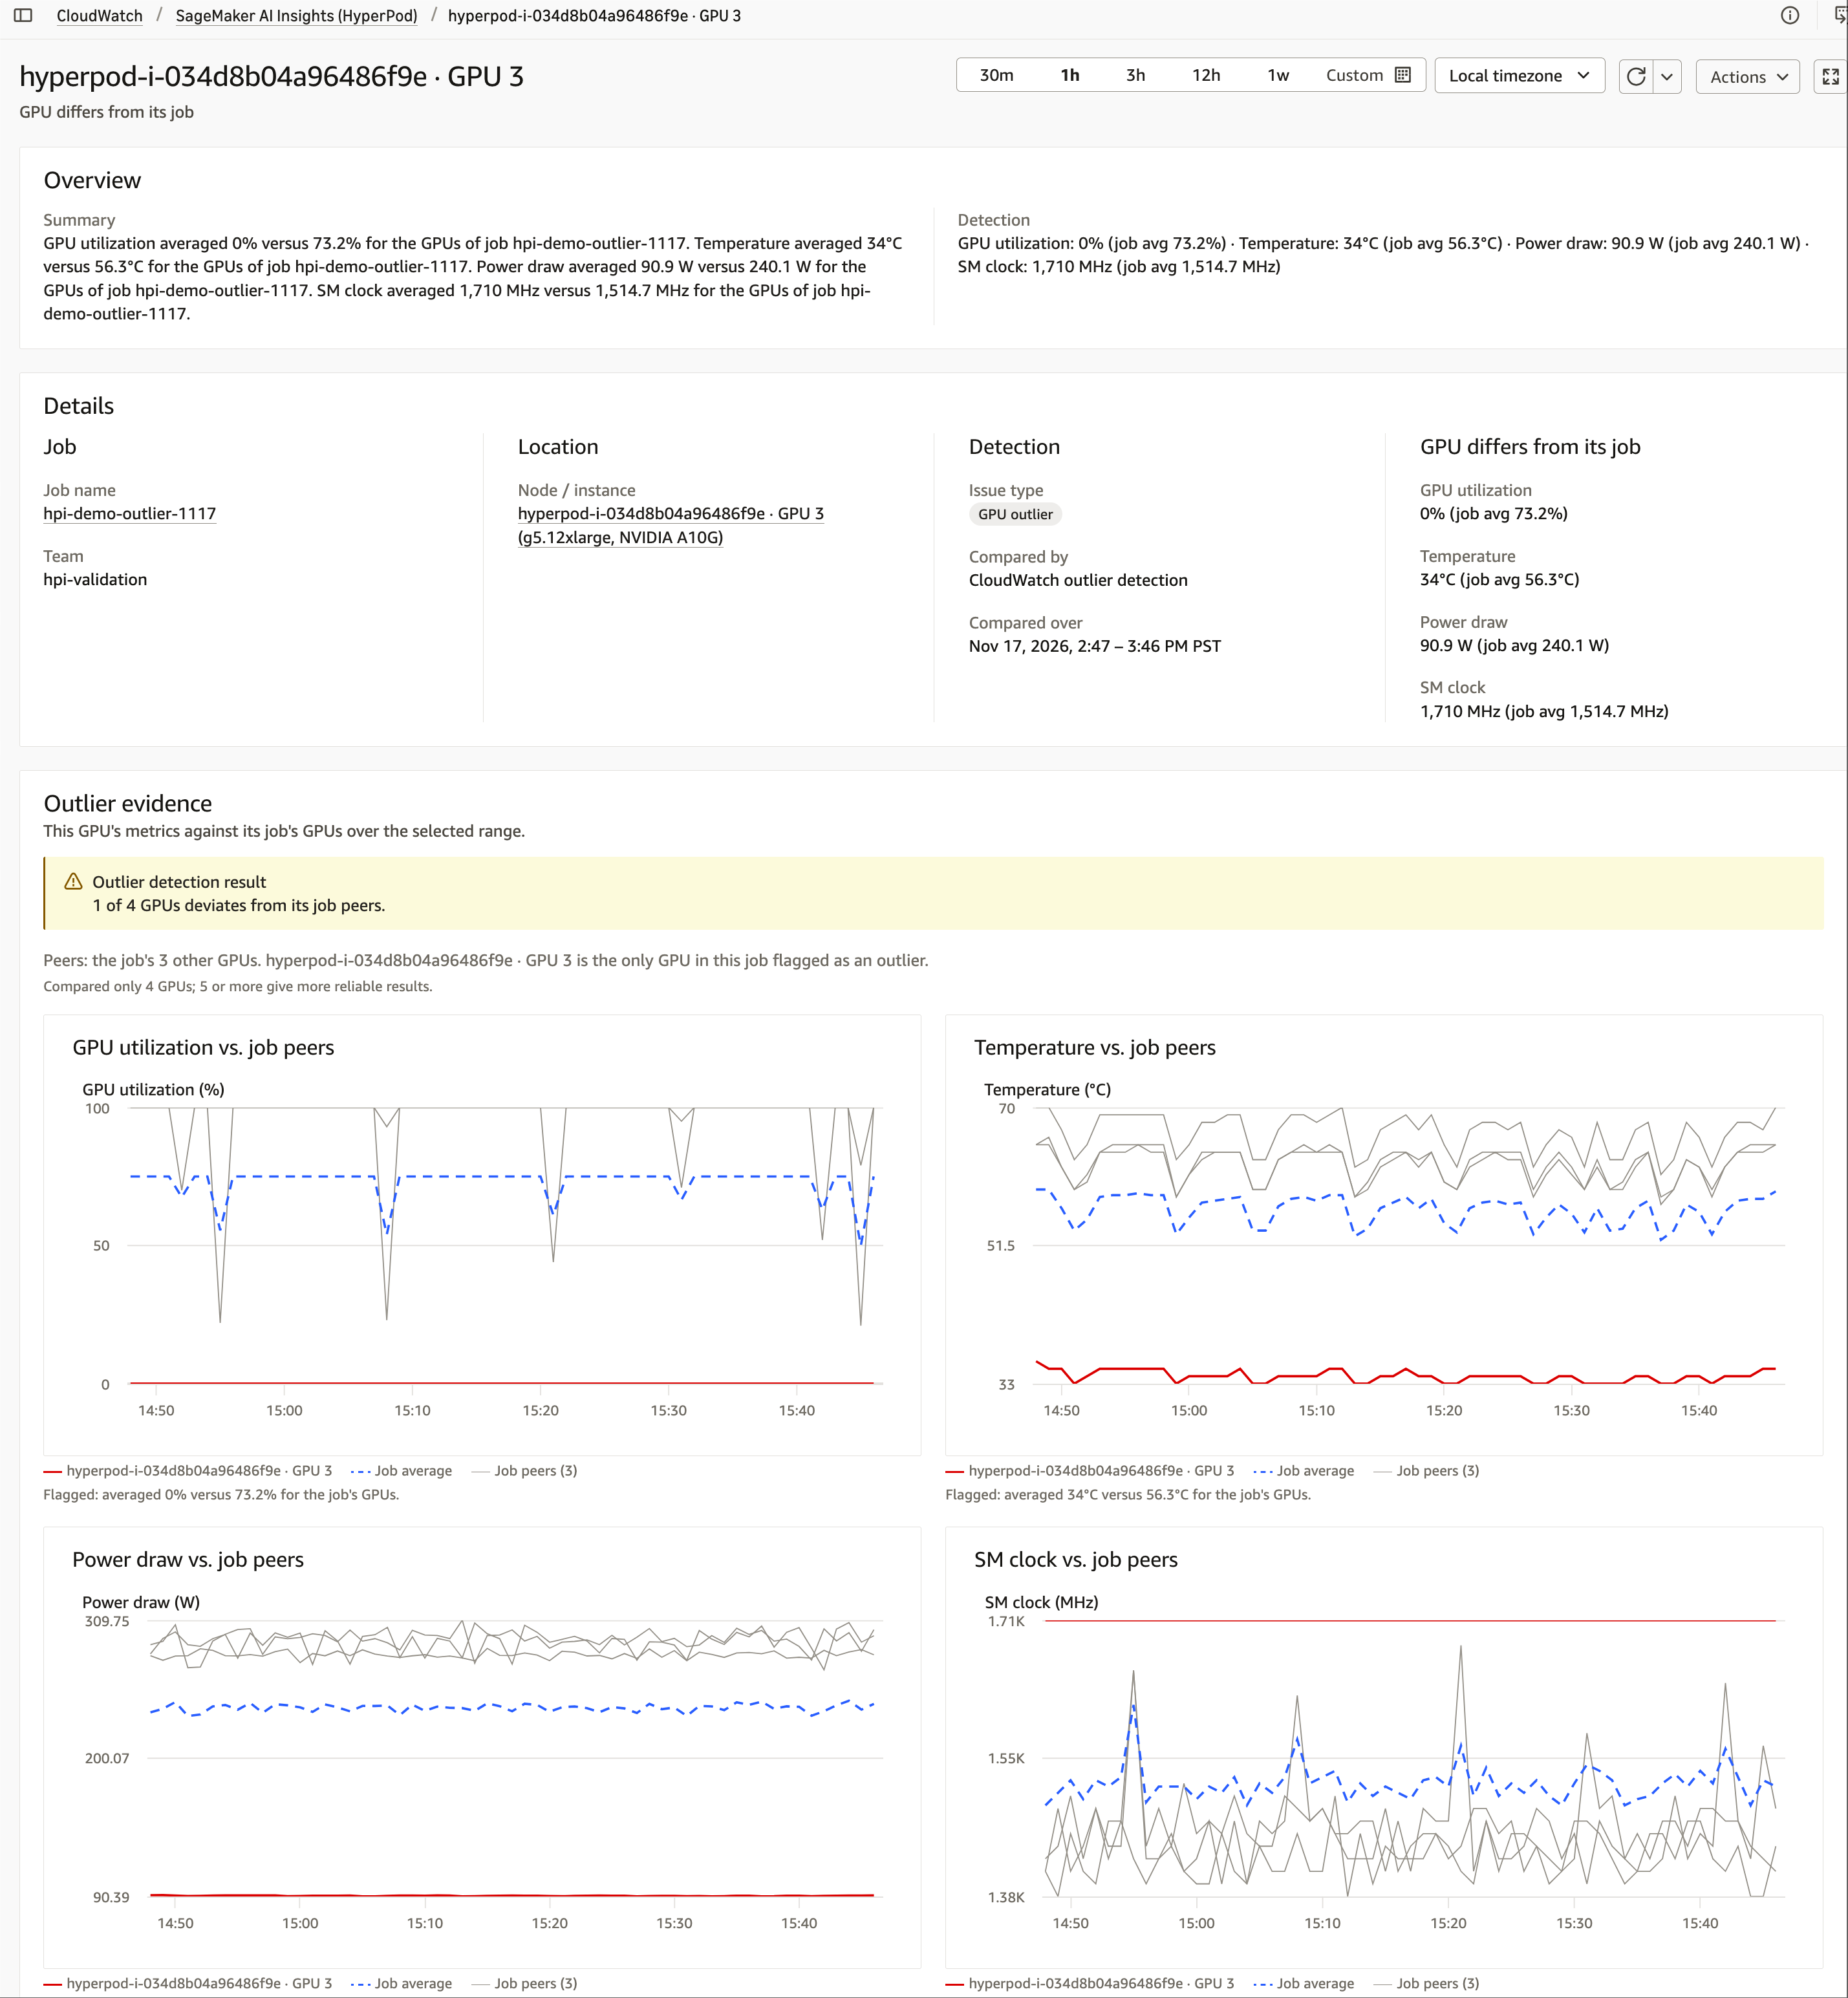 CloudWatch / SageMaker AI Insights (HyperPod) / hyperpod-i-034d8b04a96486f9e · GPU 3
hyperpod-i-034d8b04a96486f9e · GPU 3
30m 1h 3h 12h 1w Custom
Local timezone
Actions
GPU differs from its job
Overview
Summary
GPU utilization averaged 0% versus 73.2% for the GPUs of job hpi-demo-outlier-1117. Temperature averaged 34°C
versus 56.3°C for the GPUs of job hpi-demo-outlier-1117. Power draw averaged 90.9 W versus 240.1 W for the
GPUs of job hpi-demo-outlier-1117. SM clock averaged 1,710 MHz versus 1,514.7 MHz for the GPUs of job hpi-
demo-outlier-1117.
Detection
GPU utilization: 0% (job avg 73.2%) · Temperature: 34°C (job avg 56.3°C) · Power draw: 90.9 W (job avg 240.1 W) ·
SM clock: 1,710 MHz (job avg 1,514.7 MHz)
Details
Job
Job name
hpi-demo-outlier-1117
Team
hpi-validation
Location
Node / instance
hyperpod-i-034d8b04a96486f9e · GPU 3
(g5.12xlarge, NVIDIA A10G)
Detection
Issue type
GPU outlier
Compared by
CloudWatch outlier detection
Compared over
Nov 17, 2026, 2:47 – 3:46 PM PST
GPU differs from its job
GPU utilization
0% (job avg 73.2%)
Temperature
34°C (job avg 56.3°C)
Power draw
90.9 W (job avg 240.1 W)
SM clock
1,710 MHz (job avg 1,514.7 MHz)
Outlier evidence
This GPU's metrics against its job's GPUs over the selected range.
Outlier detection result
1 of 4 GPUs deviates from its job peers.
Peers: the job's 3 other GPUs. hyperpod-i-034d8b04a96486f9e · GPU 3 is the only GPU in this job flagged as an outlier.
Compared only 4 GPUs; 5 or more give more reliable results.
GPU utilization vs. job peers
GPU utilization (%)
100
50
0
14:50 15:00 15:10 15:20 15:30 15:40
hyperpod-i-034d8b04a96486f9e · GPU 3 Job average Job peers (3)
Flagged: averaged 0% versus 73.2% for the job's GPUs.
Temperature vs. job peers
Temperature (°C)
70
51.5
33
14:50 15:00 15:10 15:20 15:30 15:40
hyperpod-i-034d8b04a96486f9e · GPU 3 Job average Job peers (3)
Flagged: averaged 34°C versus 56.3°C for the job's GPUs.
Power draw vs. job peers
Power draw (W)
309.75
200.07
90.39
14:50 15:00 15:10 15:20 15:30 15:40
hyperpod-i-034d8b04a96486f9e · GPU 3 Job average Job peers (3)
SM clock vs. job peers
SM clock (MHz)
1.71K
1.55K
1.38K
14:50 15:00 15:10 15:20 15:30 15:40
hyperpod-i-034d8b04a96486f9e · GPU 3 Job average Job peers (3)